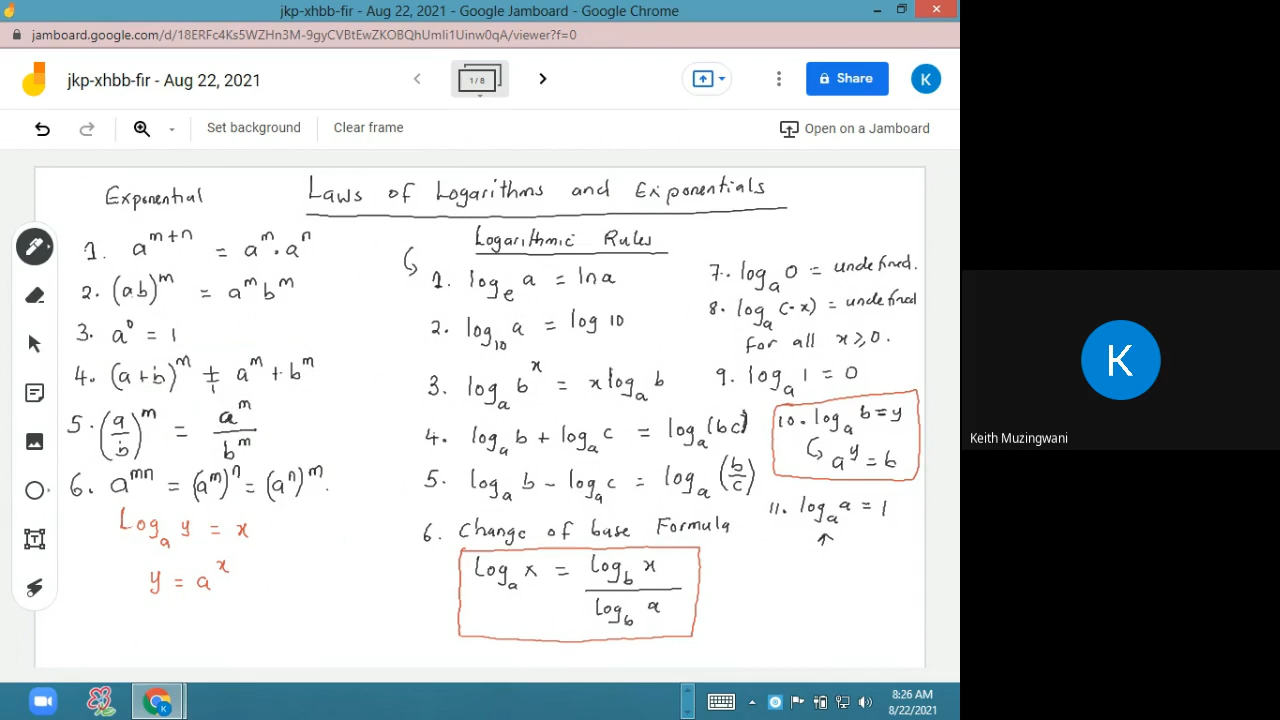 jkp-xhbb-fir - Aug 22, 2021 - Google Jamboard - Google Chrome
jamboard.google.com/d/18ERFc4Ks5WZHn3M-9gyCVBtEwZKOBQhUmIi1Uinw0qA/viewer?f=0
jkp-xhbb-fir - Aug 22, 2021
1 / 8
Share
K
Set background
Clear frame
Open on a Jamboard
Laws of Logarithms and Exponentials
Exponential
1. a^{m+n} = a^m · a^n
2. (ab)^m = a^m b^m
3. a^0 = 1
4. (a+b)^m ≠ a^m + b^m
5. (a/b)^m = a^m/b^m
6. a^{mn} = (a^m)^n = (a^n)^m.
Log_a y = x
y = a^x
Logarithmic Rules
1. log_e a = ln a
2. log_10 a = log 10
3. log_a b^x = x log_a b
4. log_a b + log_a c = log_a (bc)
5. log_a b - log_a c = log_a (b/c)
6. Change of base Formula
Log_a x = log_b x / log_b a
7. log_a 0 = undefined.
8. log_a (-x) = undefined
for all x ⩾ 0.
9. log_a 1 = 0
10. log_a b = y
↳ a^y = b
11. log_a a = 1
K
Keith Muzingwani
8:26 AM
8/22/2021